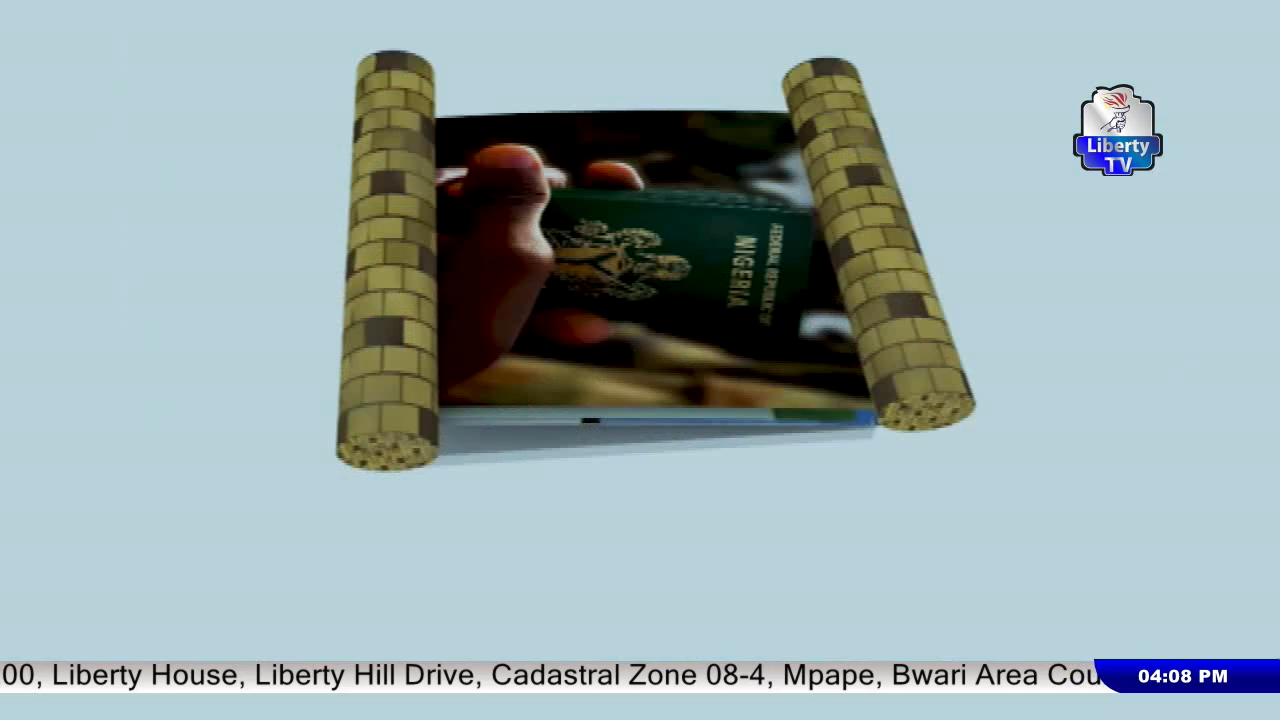 Liberty
TV
FEDERAL REPUBLIC OF
NIGERIA
00, Liberty House, Liberty Hill Drive, Cadastral Zone 08-4, Mpape, Bwari Area Cou
04:08 PM